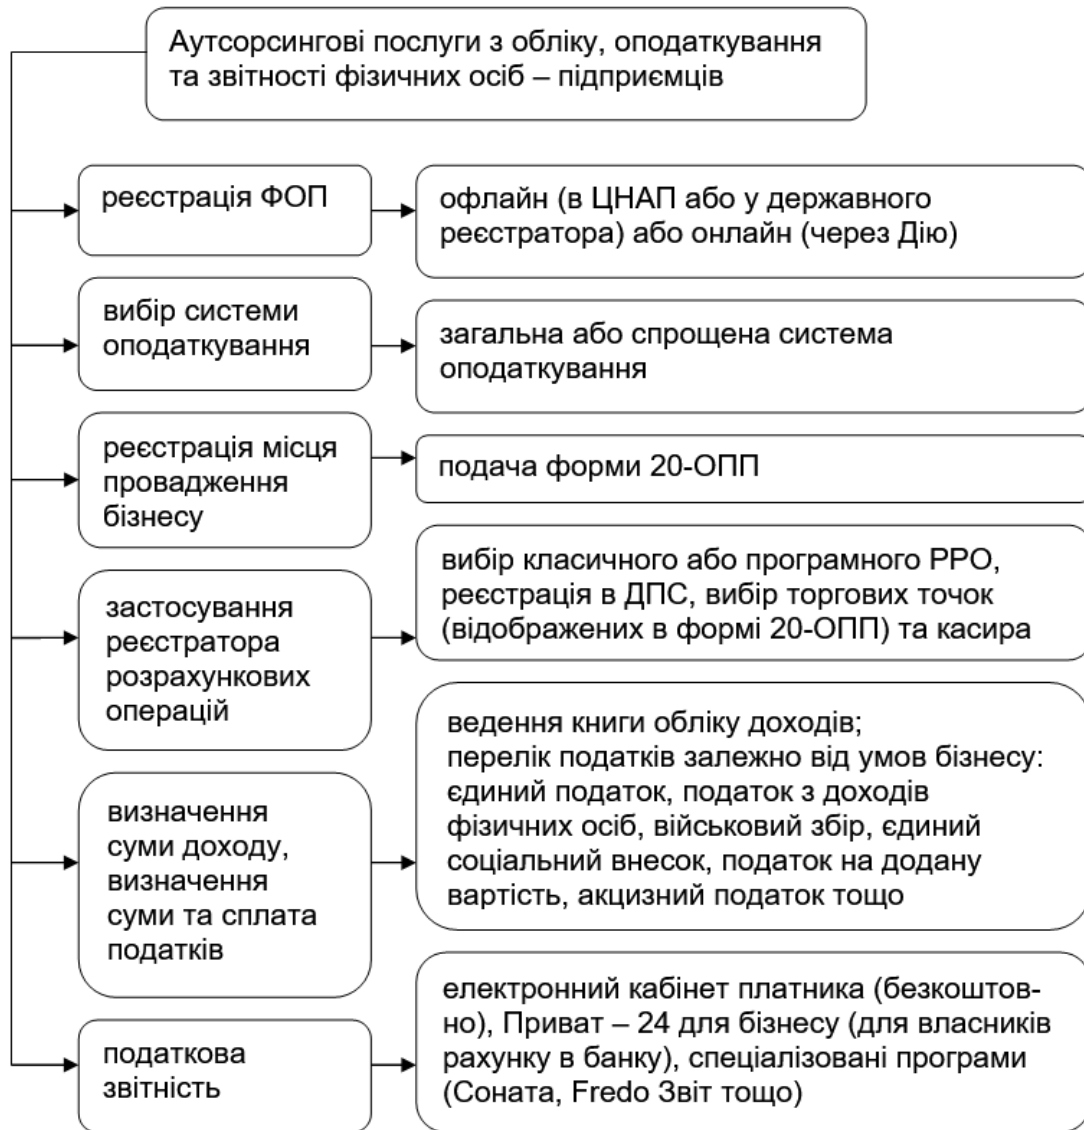 Аутсорсингові послуги з обліку, оподаткування
та звітності фізичних осіб – підприємців
реєстрація ФОП
офлайн (в ЦНАП або у державного
реєстратора) або онлайн (через Дію)
вибір системи
оподаткування
загальна або спрощена система
оподаткування
реєстрація місця
провадження
бізнесу
подача форми 20-ОПП
застосування
реєстратора
розрахункових
операцій
вибір класичного або програмного РРО,
реєстрація в ДПС, вибір торгових точок
(відображених в формі 20-ОПП) та касира
визначення
суми доходу,
визначення
суми та сплата
податків
ведення книги обліку доходів;
перелік податків залежно від умов бізнесу:
єдиний податок, податок з доходів
фізичних осіб, військовий збір, єдиний
соціальний внесок, податок на додану
вартість, акцизний податок тощо
податкова
звітність
електронний кабінет платника (безкоштов-
но), Приват – 24 для бізнесу (для власників
рахунку в банку), спеціалізовані програми
(Соната, Fredo Звіт тощо)